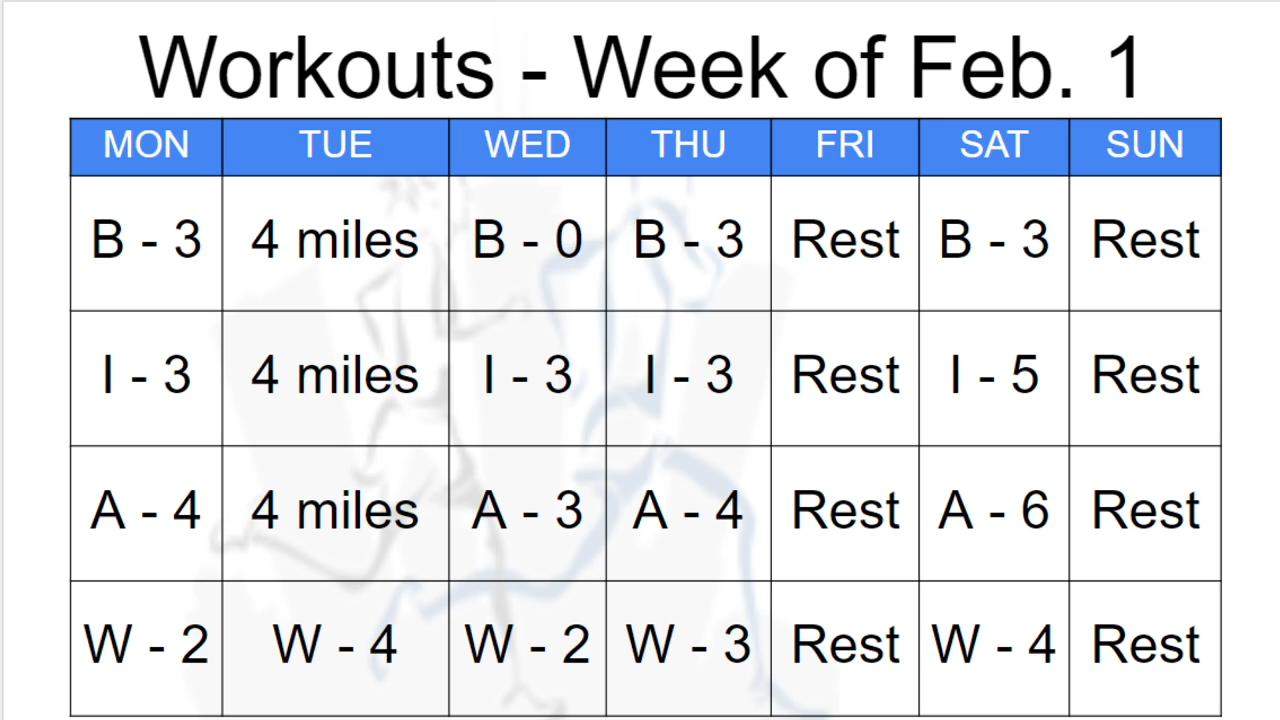 Workouts - Week of Feb. 1
MON TUE WED THU FRI SAT SUN
B - 3 4 miles B - 0 B - 3 Rest B - 3 Rest
I - 3 4 miles I - 3 I - 3 Rest I - 5 Rest
A - 4 4 miles A - 3 A - 4 Rest A - 6 Rest
W - 2 W - 4 W - 2 W - 3 Rest W - 4 Rest